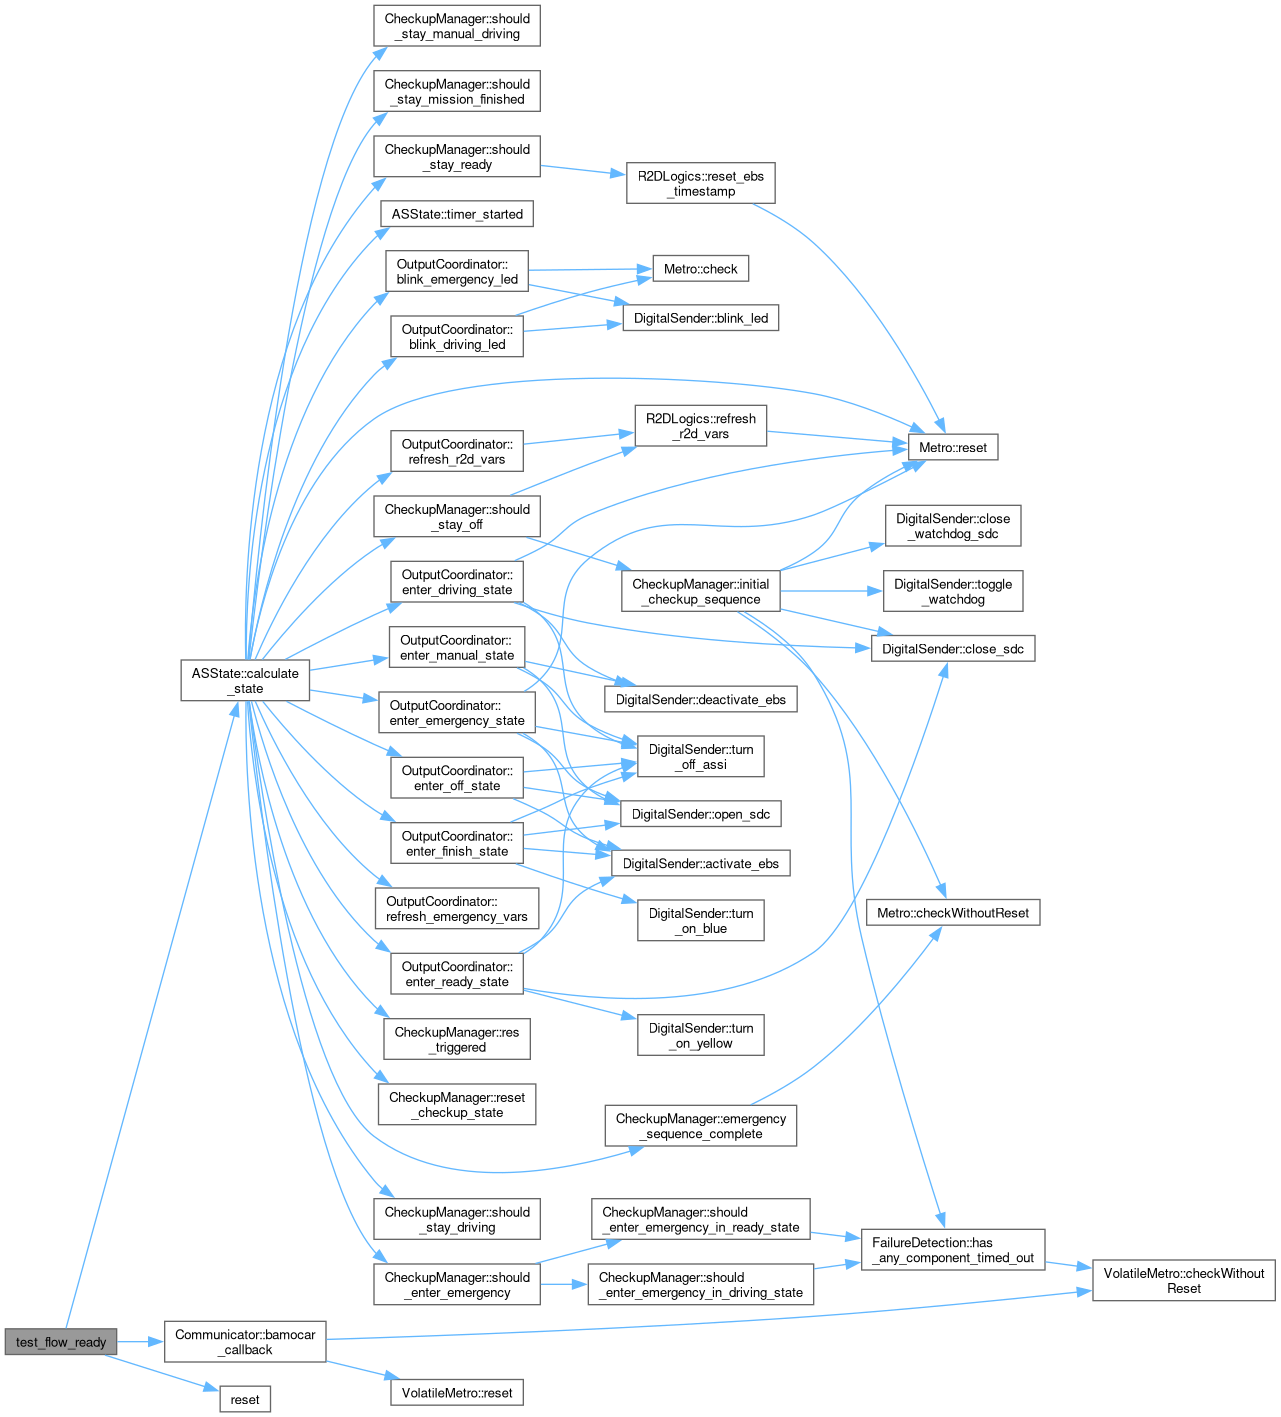 CheckupManager::should
_stay_manual_driving
CheckupManager::should
_stay_mission_finished
CheckupManager::should
_stay_ready
R2DLogics::reset_ebs
_timestamp
ASState::timer_started
OutputCoordinator::
blink_emergency_led
Metro::check
DigitalSender::blink_led
OutputCoordinator::
blink_driving_led
R2DLogics::refresh
_r2d_vars
OutputCoordinator::
refresh_r2d_vars
Metro::reset
CheckupManager::should
_stay_off
DigitalSender::close
_watchdog_sdc
OutputCoordinator::
enter_driving_state
CheckupManager::initial
_checkup_sequence
DigitalSender::toggle
_watchdog
OutputCoordinator::
enter_manual_state
DigitalSender::close_sdc
ASState::calculate
_state
DigitalSender::deactivate_ebs
OutputCoordinator::
enter_emergency_state
DigitalSender::turn
_off_assi
OutputCoordinator::
enter_off_state
DigitalSender::open_sdc
OutputCoordinator::
enter_finish_state
DigitalSender::activate_ebs
OutputCoordinator::
refresh_emergency_vars
DigitalSender::turn
_on_blue
Metro::checkWithoutReset
OutputCoordinator::
enter_ready_state
DigitalSender::turn
_on_yellow
CheckupManager::res
_triggered
CheckupManager::reset
_checkup_state
CheckupManager::emergency
_sequence_complete
CheckupManager::should
_stay_driving
CheckupManager::should
_enter_emergency_in_ready_state
FailureDetection::has
_any_component_timed_out
CheckupManager::should
_enter_emergency
CheckupManager::should
_enter_emergency_in_driving_state
VolatileMetro::checkWithout
Reset
test_flow_ready
Communicator::bamocar
_callback
VolatileMetro::reset
reset